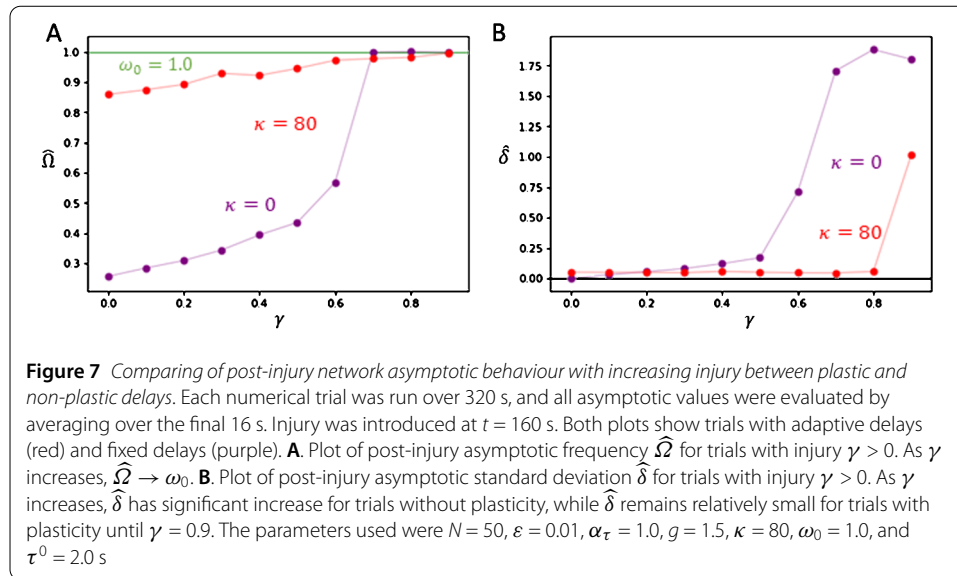 A
1.0
0.9
0.8
0.7
0.6
0.5
0.4
0.3
Ω̂
ω₀ = 1.0
κ = 80
κ = 0
0.0 0.2 0.4 0.6 0.8
γ
B
1.75
1.50
1.25
1.00
0.75
0.50
0.25
0.00
δ̂
κ = 0
κ = 80
0.0 0.2 0.4 0.6 0.8
γ
Figure 7 Comparing of post-injury network asymptotic behaviour with increasing injury between plastic and
non-plastic delays. Each numerical trial was run over 320 s, and all asymptotic values were evaluated by
averaging over the final 16 s. Injury was introduced at t = 160 s. Both plots show trials with adaptive delays
(red) and fixed delays (purple). A. Plot of post-injury asymptotic frequency Ω̂ for trials with injury γ > 0. As γ
increases, Ω̂ → ω₀. B. Plot of post-injury asymptotic standard deviation δ̂ for trials with injury γ > 0. As γ
increases, δ̂ has significant increase for trials without plasticity, while δ̂ remains relatively small for trials with
plasticity until γ = 0.9. The parameters used were N = 50, ε = 0.01, α_τ = 1.0, g = 1.5, κ = 80, ω₀ = 1.0, and
τ⁰ = 2.0 s